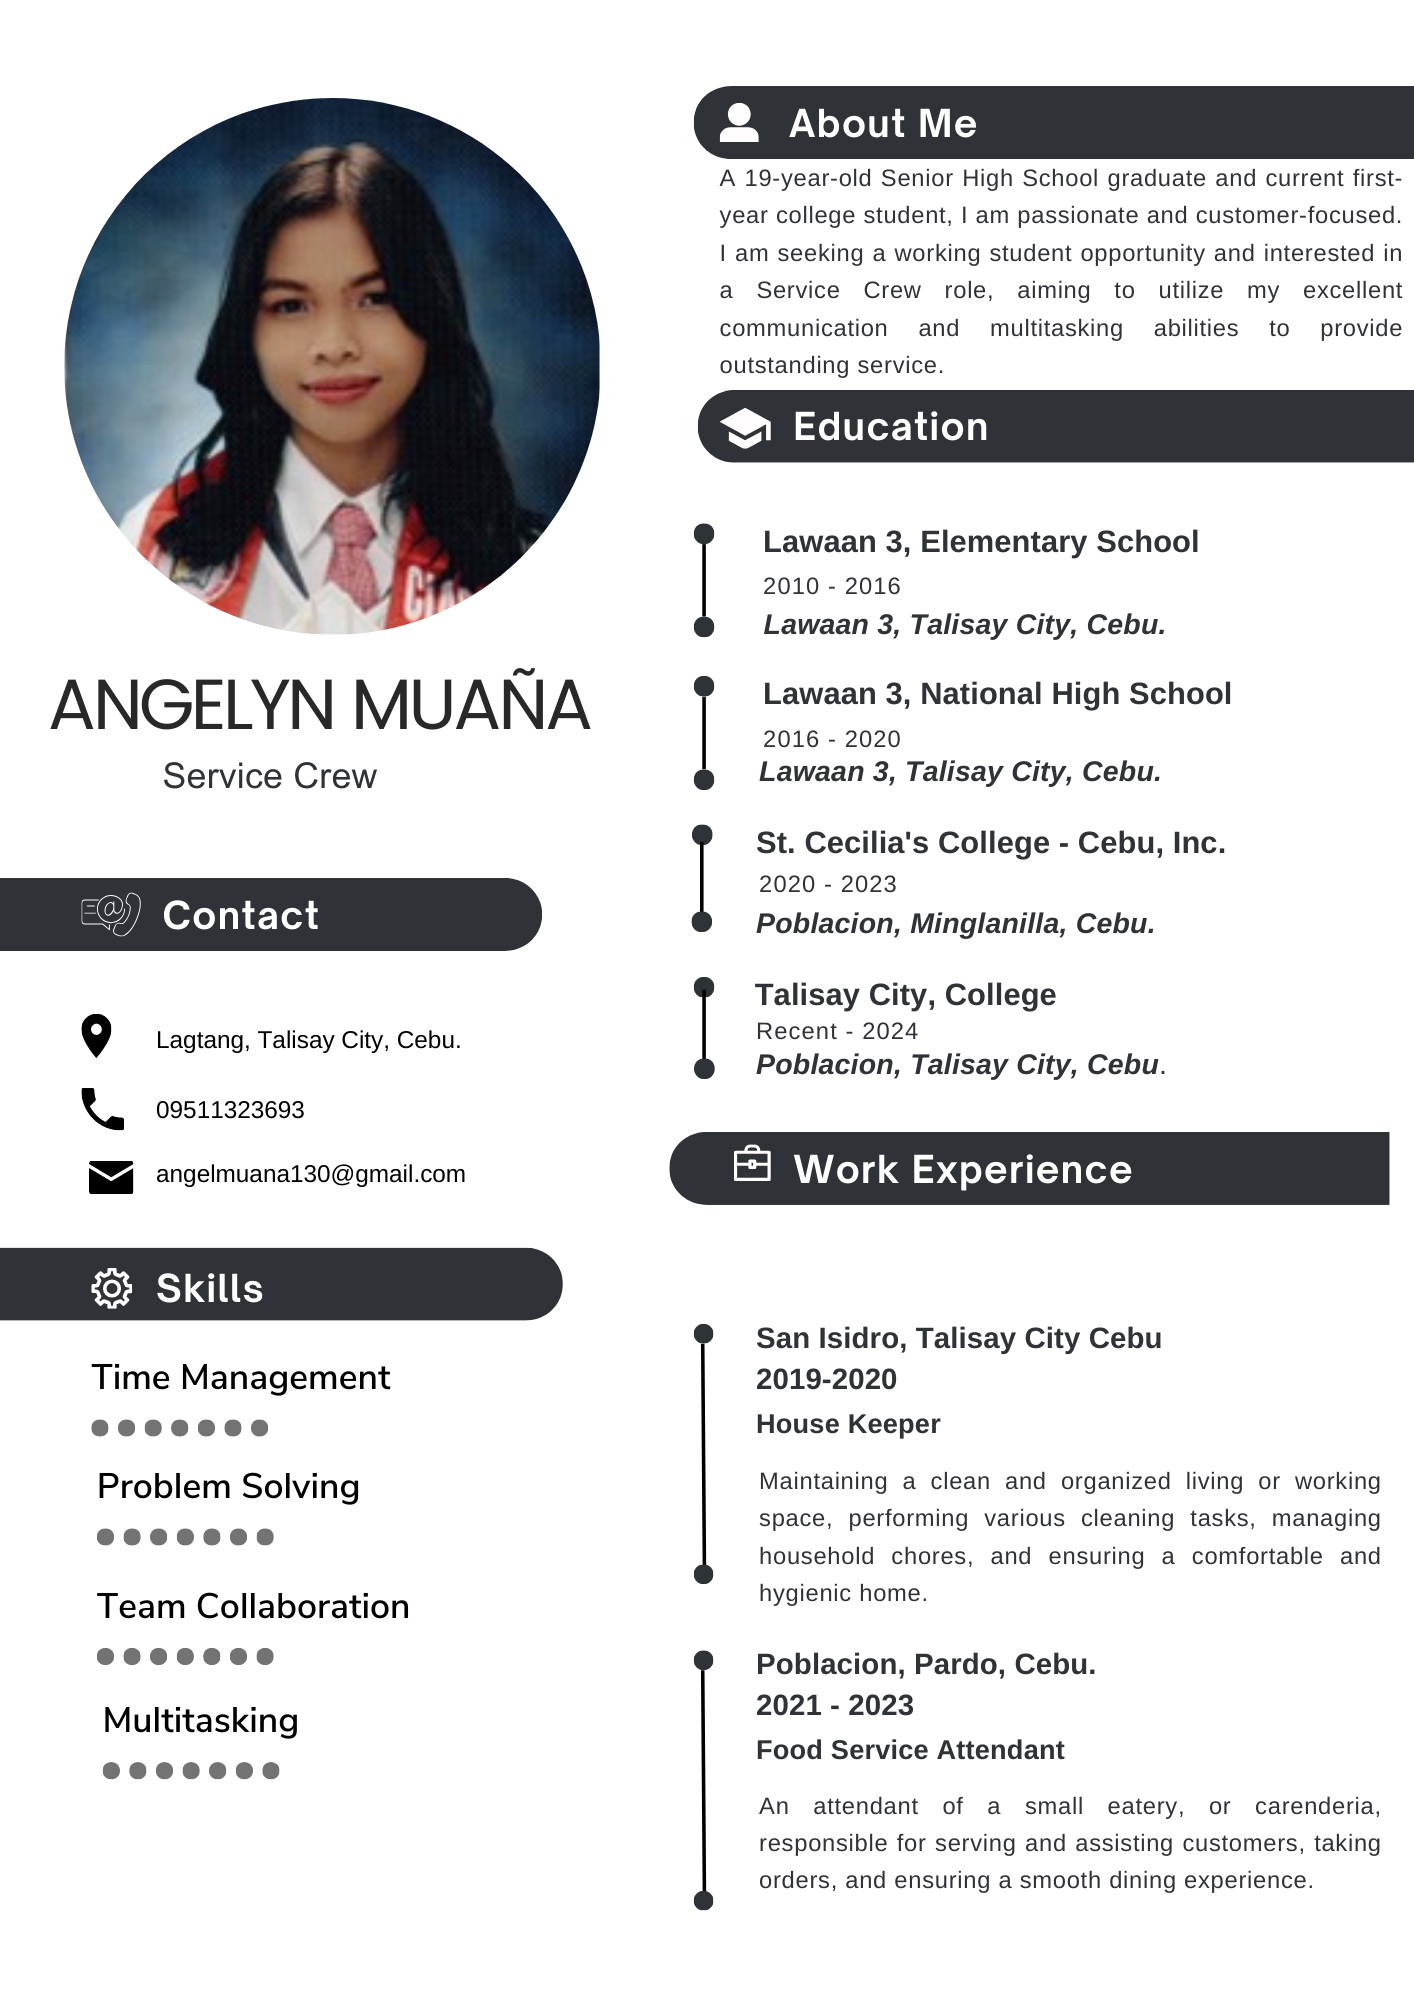 ANGELYN MUAÑA
Service Crew
Contact
Lagtang, Talisay City, Cebu.
09511323693
angelmuana130@gmail.com
Skills
Time Management
Problem Solving
Team Collaboration
Multitasking
About Me
A 19-year-old Senior High School graduate and current first-
year college student, I am passionate and customer-focused.
I am seeking a working student opportunity and interested in
a Service Crew role, aiming to utilize my excellent
communication and multitasking abilities to provide
outstanding service.
Education
Lawaan 3, Elementary School
2010 - 2016
Lawaan 3, Talisay City, Cebu.
Lawaan 3, National High School
2016 - 2020
Lawaan 3, Talisay City, Cebu.
St. Cecilia's College - Cebu, Inc.
2020 - 2023
Poblacion, Minglanilla, Cebu.
Talisay City, College
Recent - 2024
Poblacion, Talisay City, Cebu.
Work Experience
San Isidro, Talisay City Cebu
2019-2020
House Keeper
Maintaining a clean and organized living or working
space, performing various cleaning tasks, managing
household chores, and ensuring a comfortable and
hygienic home.
Poblacion, Pardo, Cebu.
2021 - 2023
Food Service Attendant
An attendant of a small eatery, or carenderia,
responsible for serving and assisting customers, taking
orders, and ensuring a smooth dining experience.